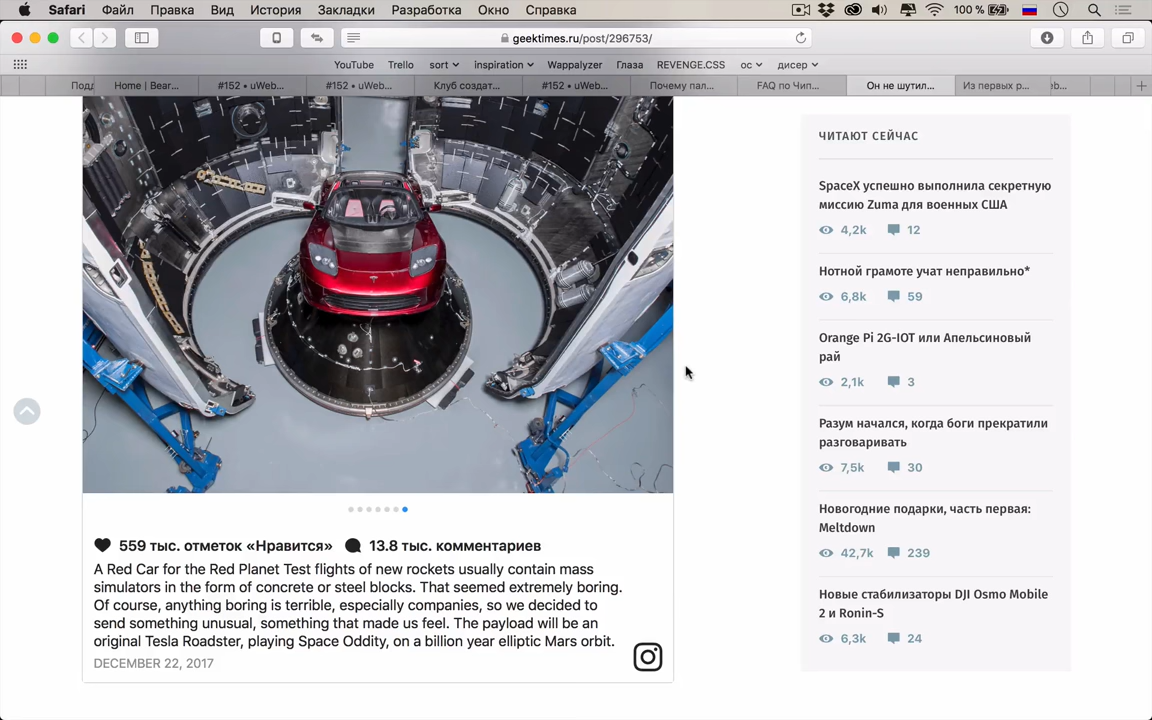 Safari Файл Правка Вид История Закладки Разработка Окно Справка 100 %
geektimes.ru/post/296753/
YouTube Trello sort inspiration Wappalyzer Глаза REVENGE.CSS ос дисер
Подд Home | Bear... #152 • uWeb... #152 • uWeb... Клуб создат... #152 • uWeb... Почему пал... FAQ по Чип... Он не шутил... Из первых р... eb...
559 тыс. отметок «Нравится» 13.8 тыс. комментариев
A Red Car for the Red Planet Test flights of new rockets usually contain mass
simulators in the form of concrete or steel blocks. That seemed extremely boring.
Of course, anything boring is terrible, especially companies, so we decided to
send something unusual, something that made us feel. The payload will be an
original Tesla Roadster, playing Space Oddity, on a billion year elliptic Mars orbit.
DECEMBER 22, 2017
ЧИТАЮТ СЕЙЧАС
SpaceX успешно выполнила секретную
миссию Zuma для военных США
4,2k 12
Нотной грамоте учат неправильно*
6,8k 59
Orange Pi 2G-IOT или Апельсиновый
рай
2,1k 3
Разум начался, когда боги прекратили
разговаривать
7,5k 30
Новогодние подарки, часть первая:
Meltdown
42,7k 239
Новые стабилизаторы DJI Osmo Mobile
2 и Ronin-S
6,3k 24